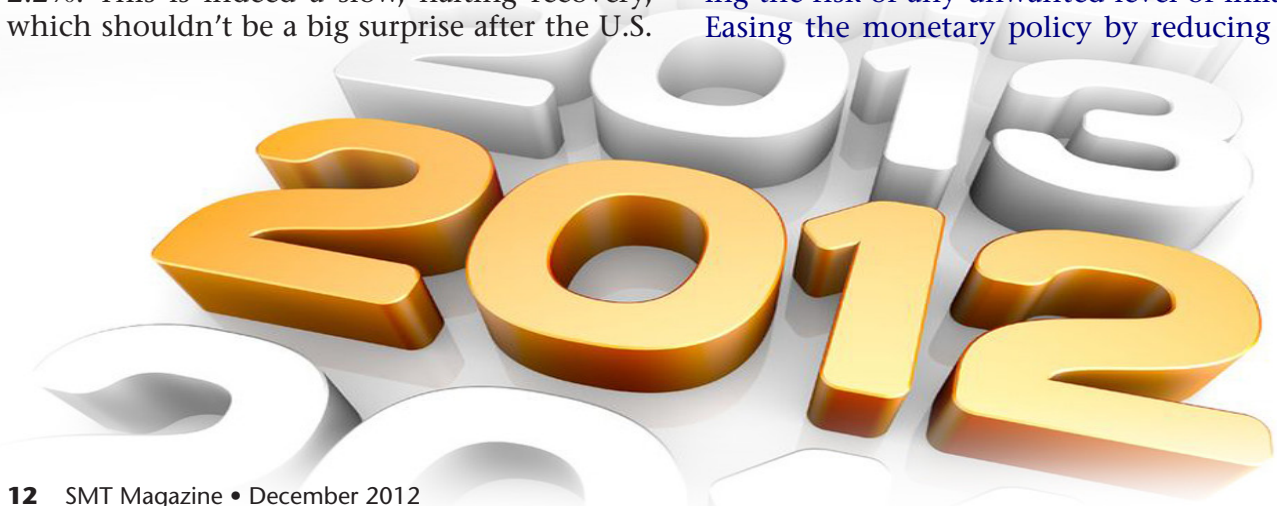 which shouldn't be a big surprise after the U.S.
Easing the monetary policy by reducing
2013
2012
12 SMT Magazine • December 2012